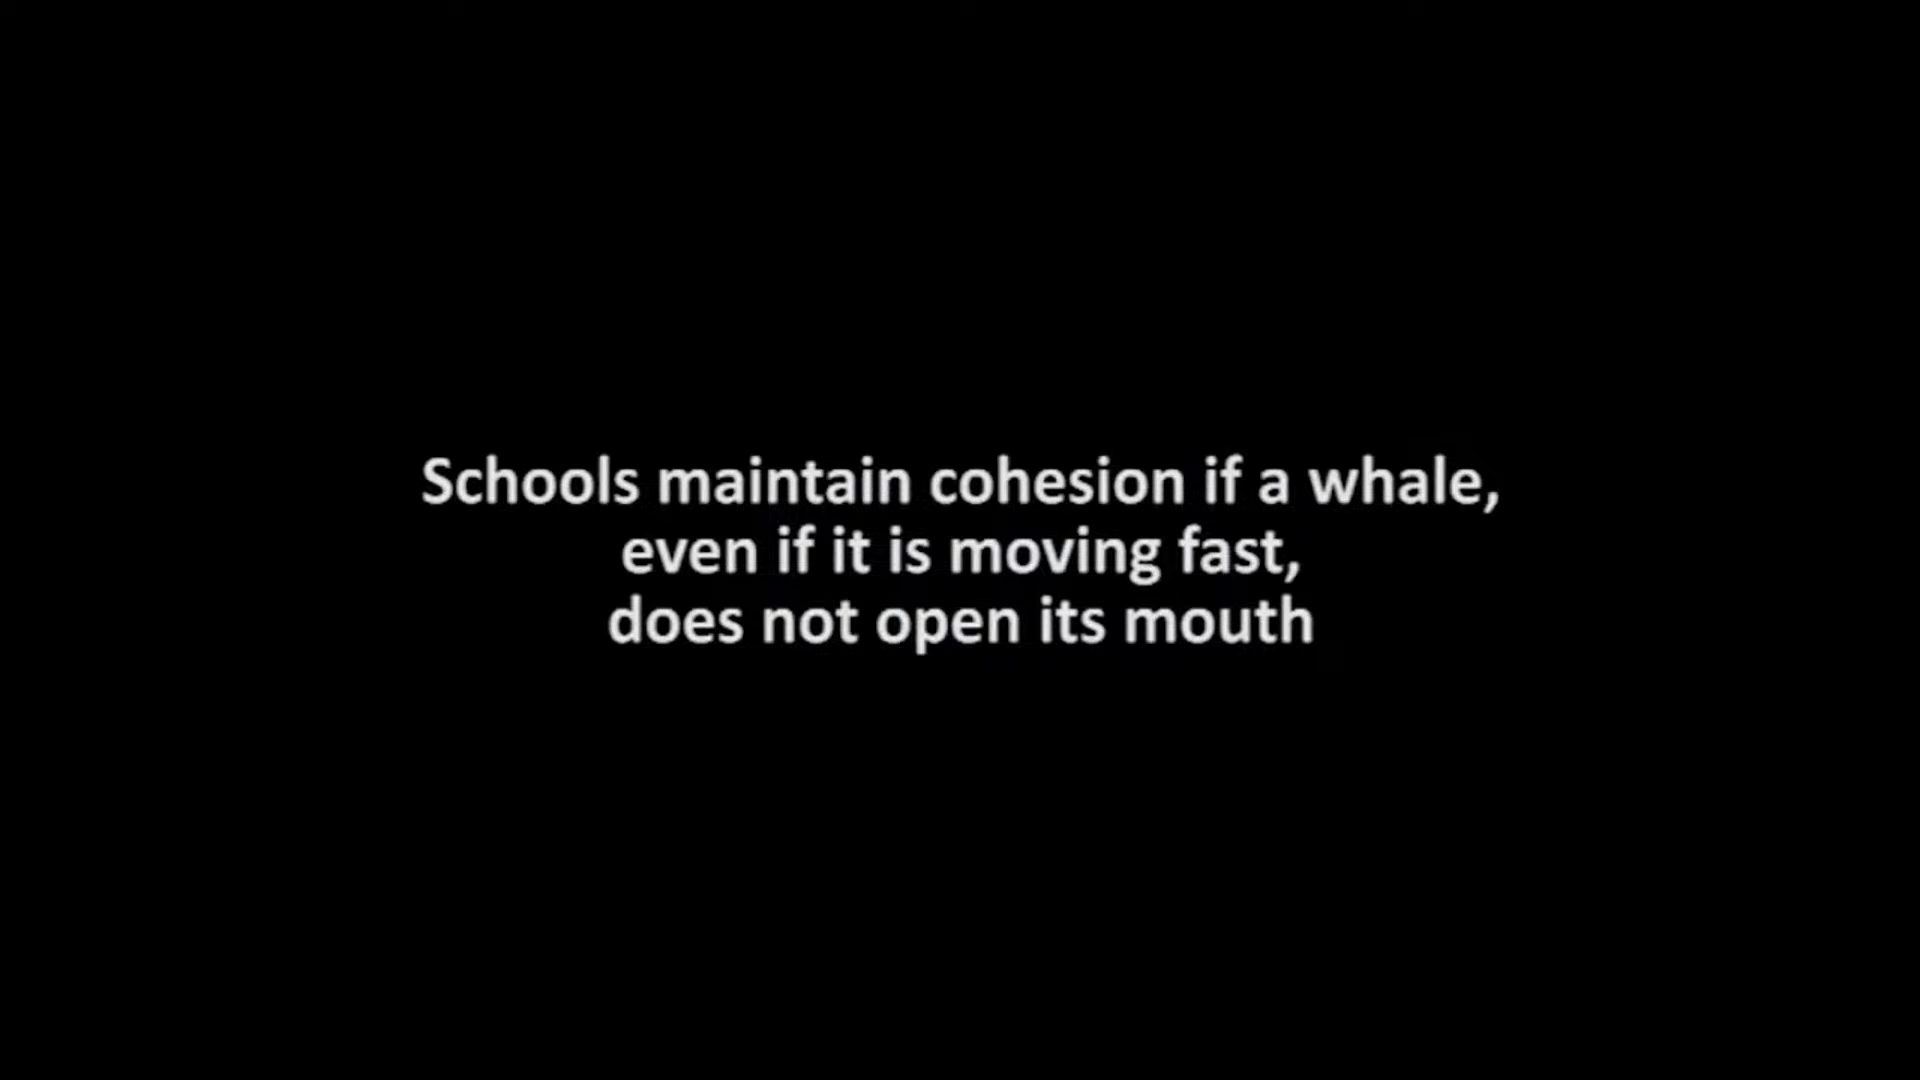 Schools maintain cohesion if a whale,
even if it is moving fast,
does not open its mouth